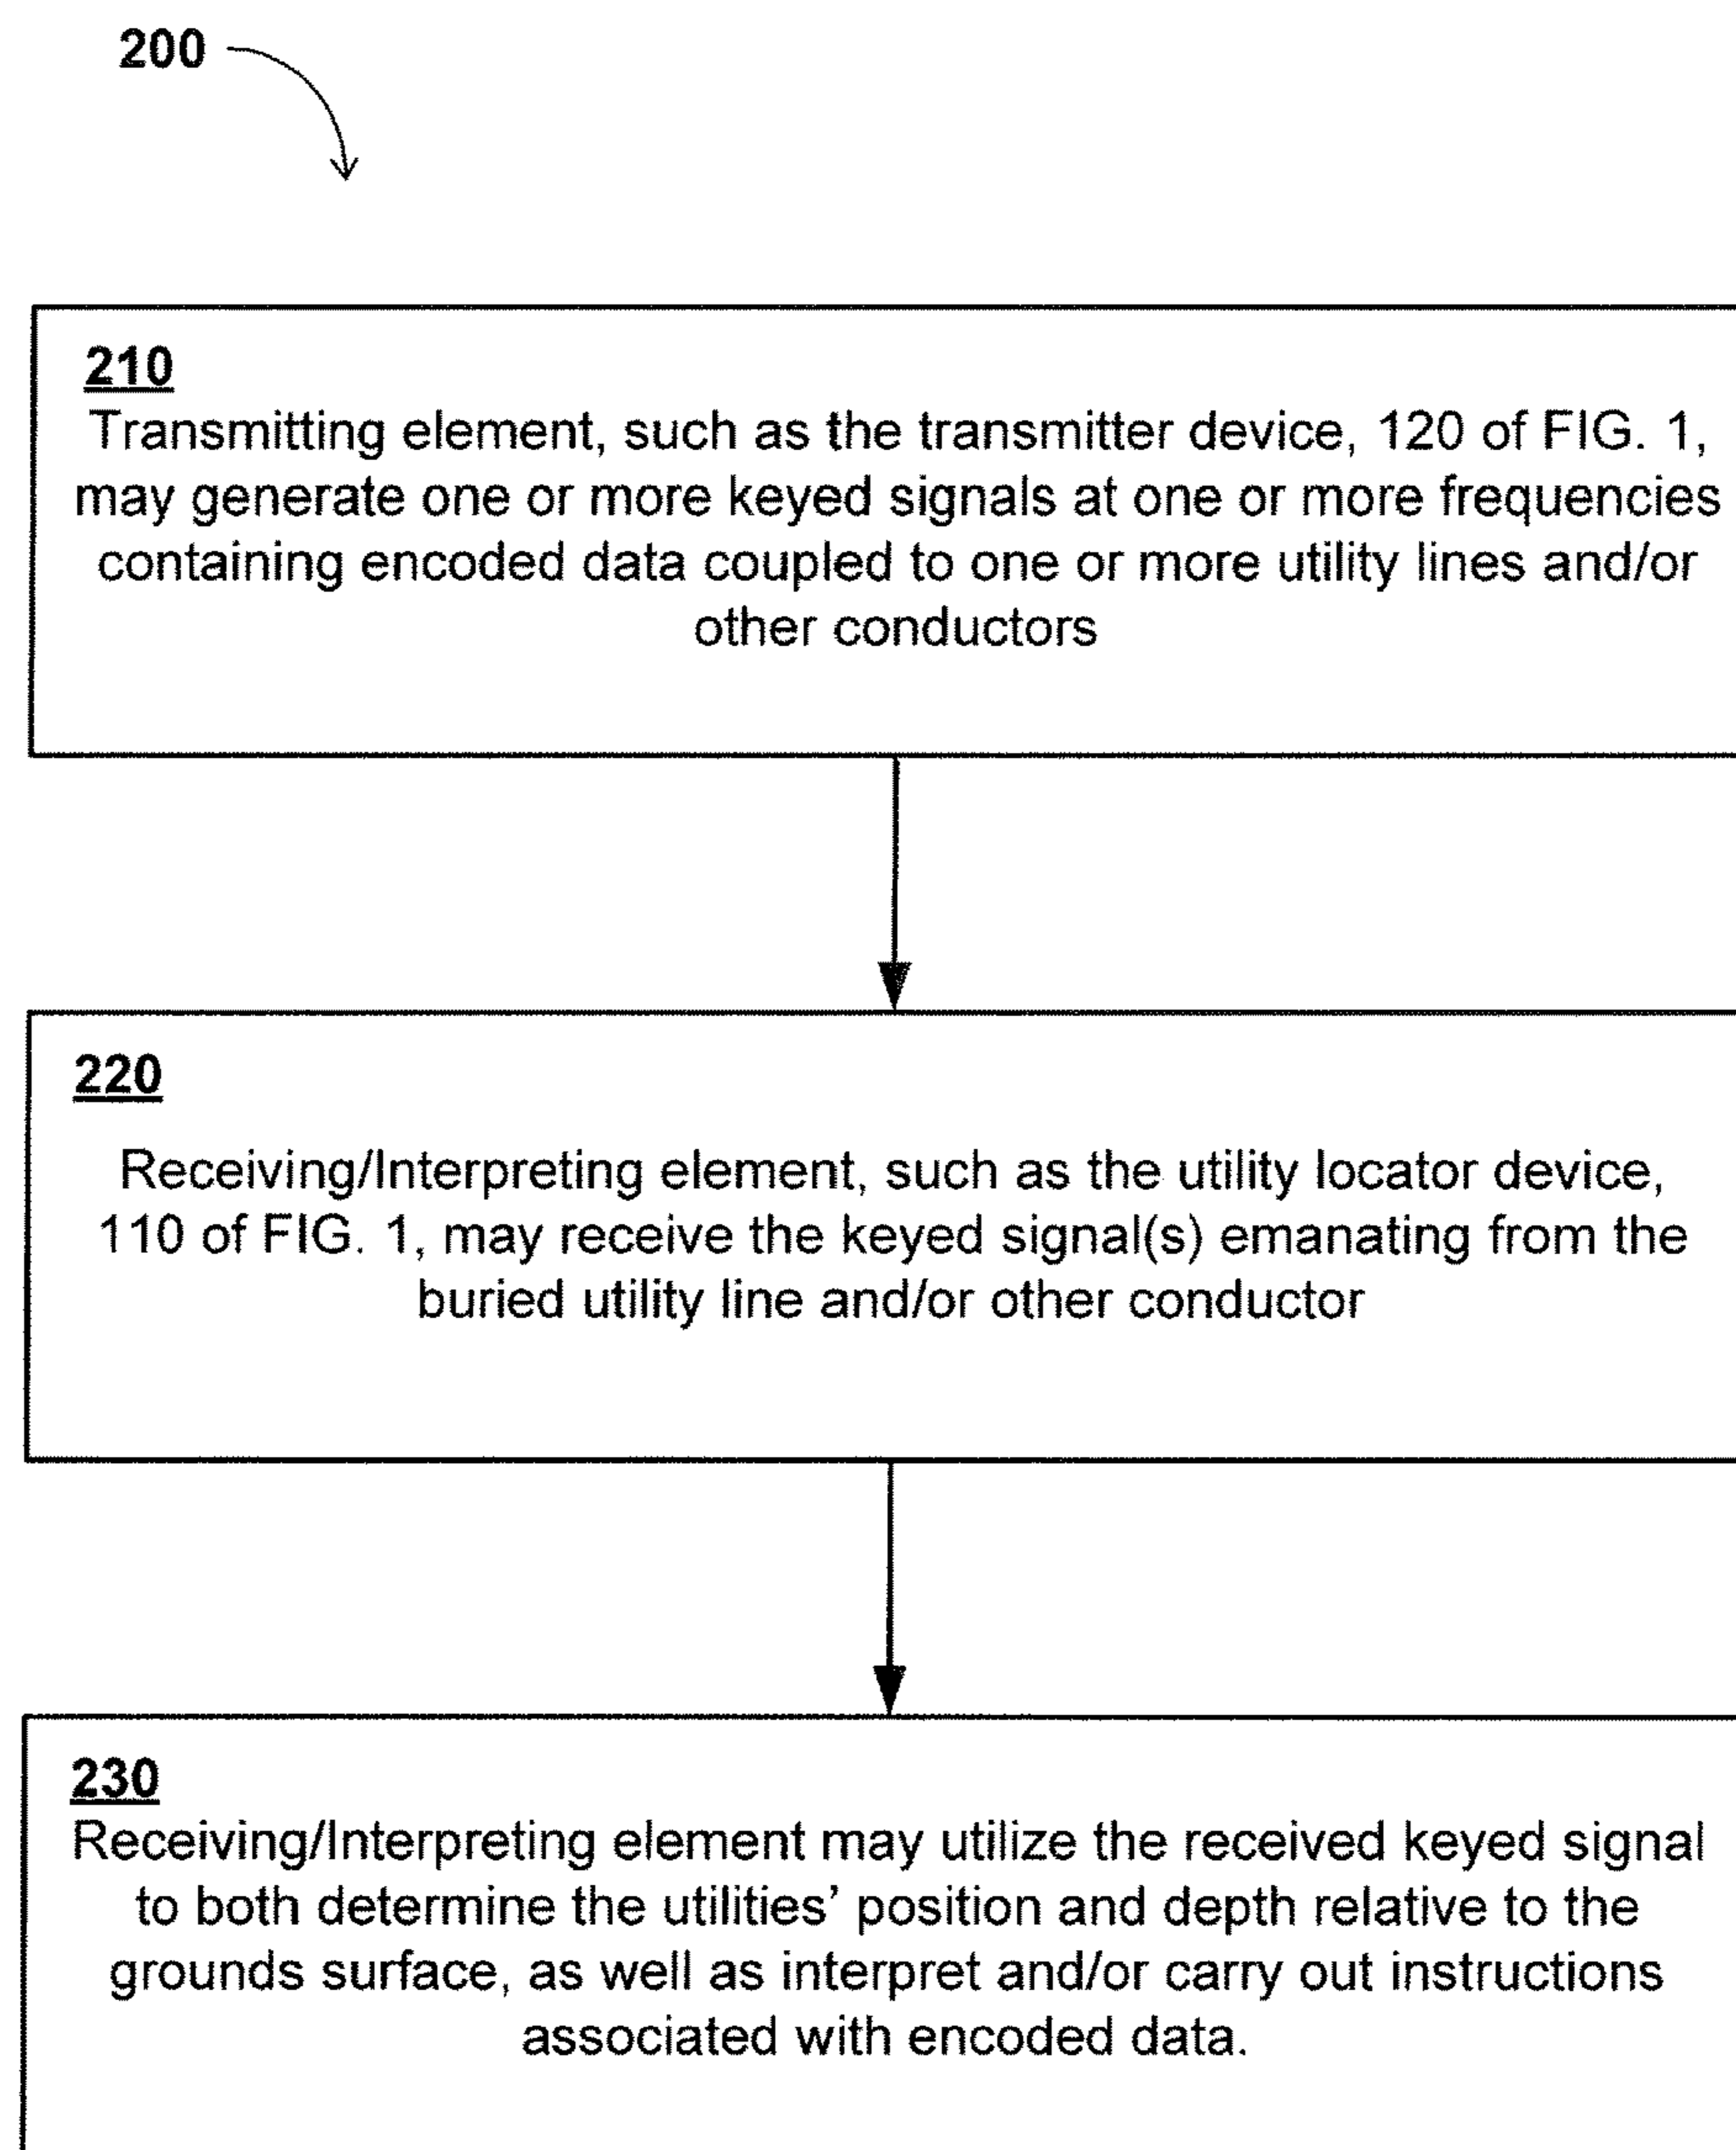 200
210
Transmitting element, such as the transmitter device, 120 of FIG. 1,
may generate one or more keyed signals at one or more frequencies
containing encoded data coupled to one or more utility lines and/or
other conductors
220
Receiving/Interpreting element, such as the utility locator device,
110 of FIG. 1, may receive the keyed signal(s) emanating from the
buried utility line and/or other conductor
230
Receiving/Interpreting element may utilize the received keyed signal
to both determine the utilities’ position and depth relative to the
grounds surface, as well as interpret and/or carry out instructions
associated with encoded data.